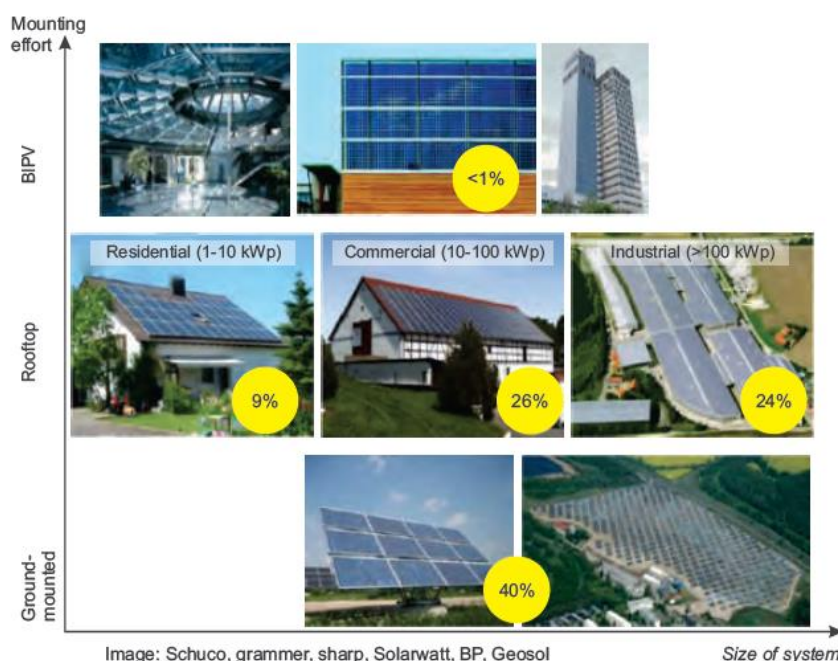 Mounting
effort
BIPV
<1%
Residential (1-10 kWp)
Commercial (10-100 kWp)
Industrial (>100 kWp)
Rooftop
9%
26%
24%
Ground-
mounted
40%
Image: Schuco, grammer, sharp, Solarwatt, BP, Geosol
Size of system